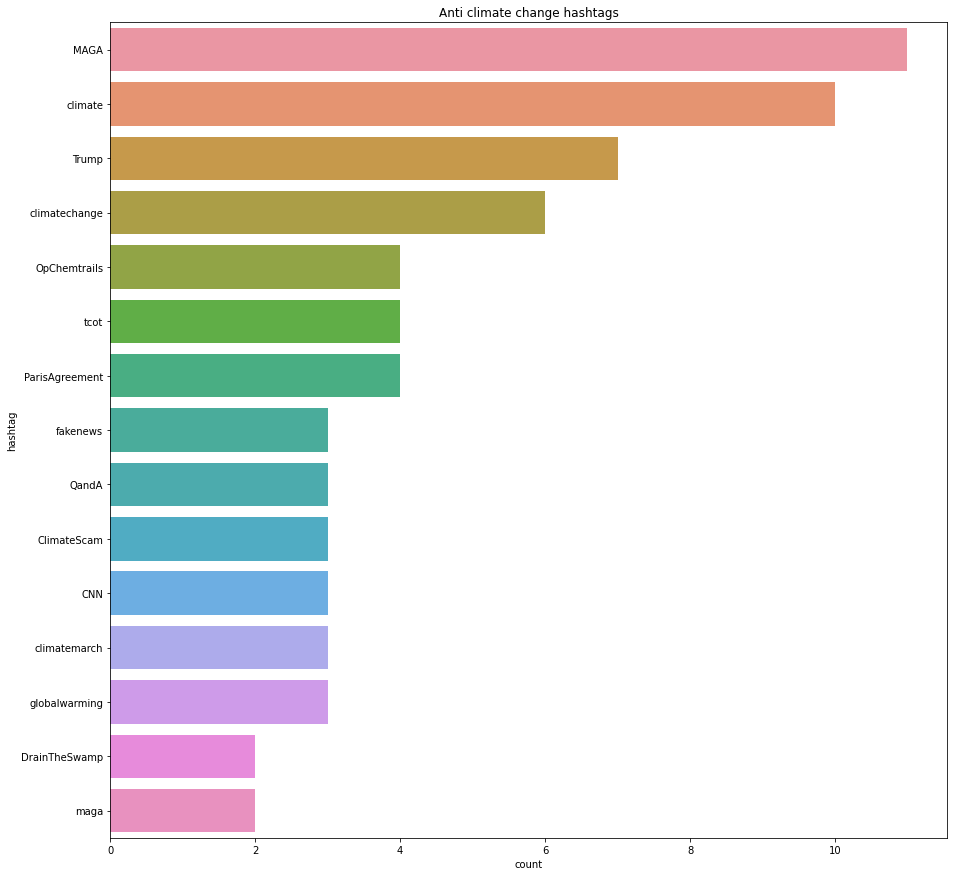 Anti climate change hashtags
MAGA
climate
Trump
climatechange
OpChemtrails
tcot
ParisAgreement
fakenews
QandA
ClimateScam
CNN
climatemarch
globalwarming
DrainTheSwamp
maga
hashtag
0 2 4 6 8 10
count